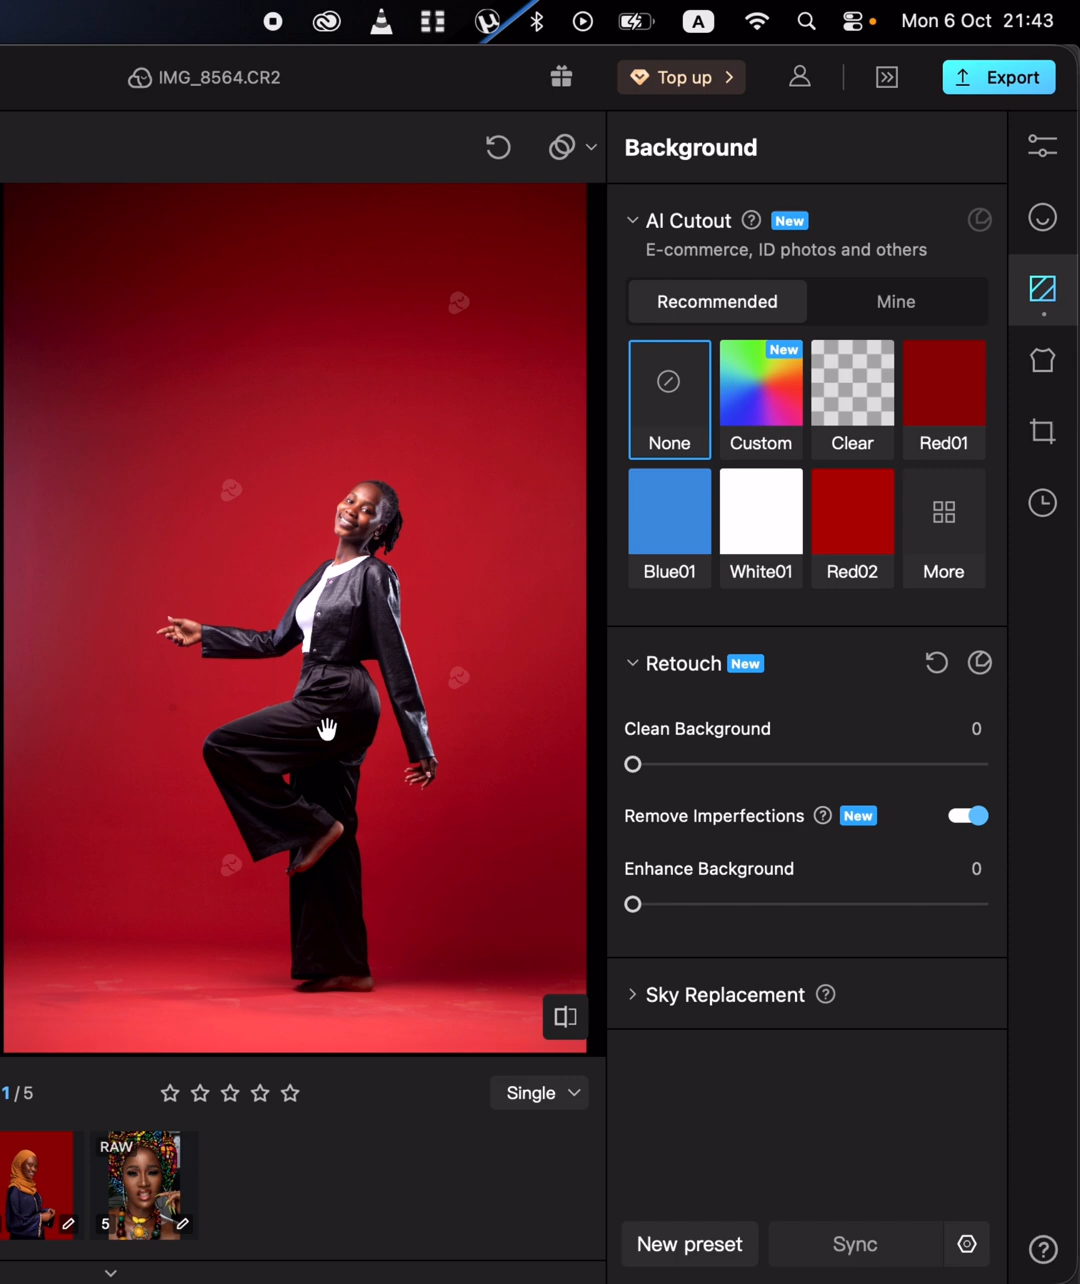 A
Mon 6 Oct 21:43
IMG_8564.CR2
Top up
Export
Background
AI Cutout ? New
E-commerce, ID photos and others
Recommended
Mine
None
New
Custom
Clear
Red01
Blue01
White01
Red02
More
Retouch New
Clean Background 0
Remove Imperfections ? New
Enhance Background 0
Sky Replacement ?
1/5
Single
RAW
5
New preset
Sync
?